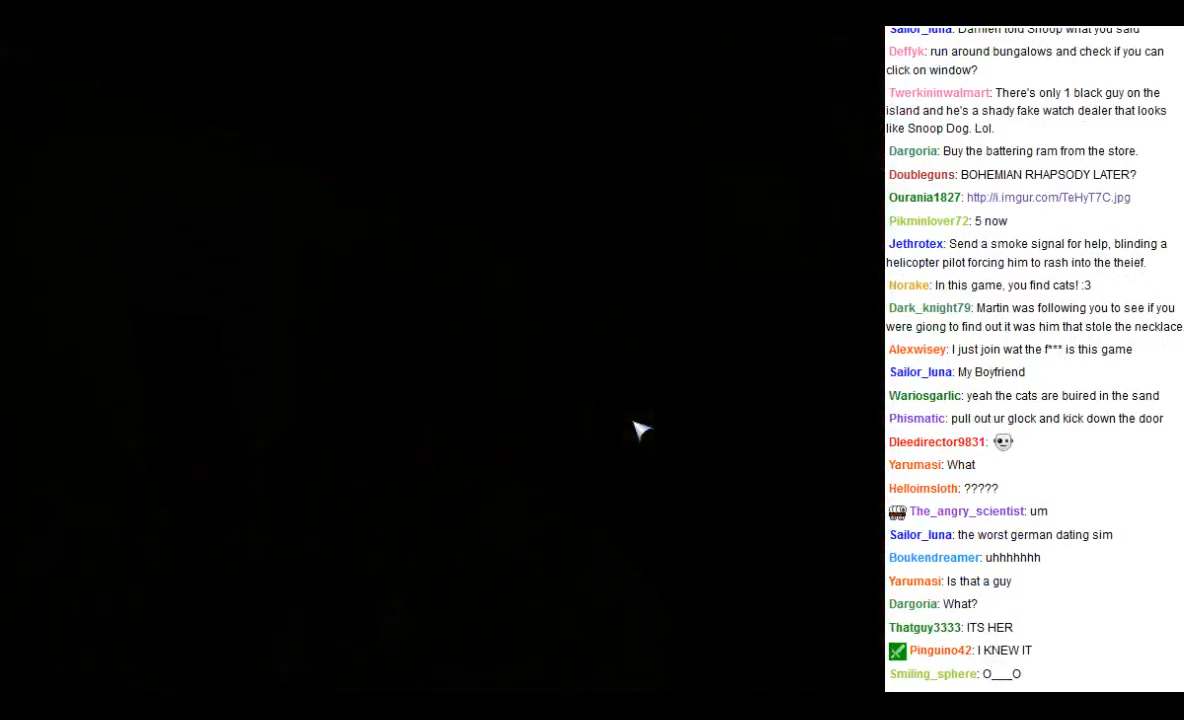 Sailor_luna: Damien told Snoop what you said
Deffyk: run around bungalows and check if you can
click on window?
Twerkininwalmart: There's only 1 black guy on the
island and he's a shady fake watch dealer that looks
like Snoop Dog. Lol.
Dargoria: Buy the battering ram from the store.
Doubleguns: BOHEMIAN RHAPSODY LATER?
Ourania1827: http://i.imgur.com/TeHyT7C.jpg
Pikminlover72: 5 now
Jethrotex: Send a smoke signal for help, blinding a
helicopter pilot forcing him to rash into the theief.
Norake: In this game, you find cats! :3
Dark_knight79: Martin was following you to see if you
were giong to find out it was him that stole the necklace
Alexwisey: I just join wat the f*** is this game
Sailor_luna: My Boyfriend
Wariosgarlic: yeah the cats are buired in the sand
Phismatic: pull out ur glock and kick down the door
Dleedirector9831:
Yarumasi: What
Helloimsloth: ?????
The_angry_scientist: um
Sailor_luna: the worst german dating sim
Boukendreamer: uhhhhhhh
Yarumasi: Is that a guy
Dargoria: What?
Thatguy3333: ITS HER
Pinguino42: I KNEW IT
Smiling_sphere: O___O